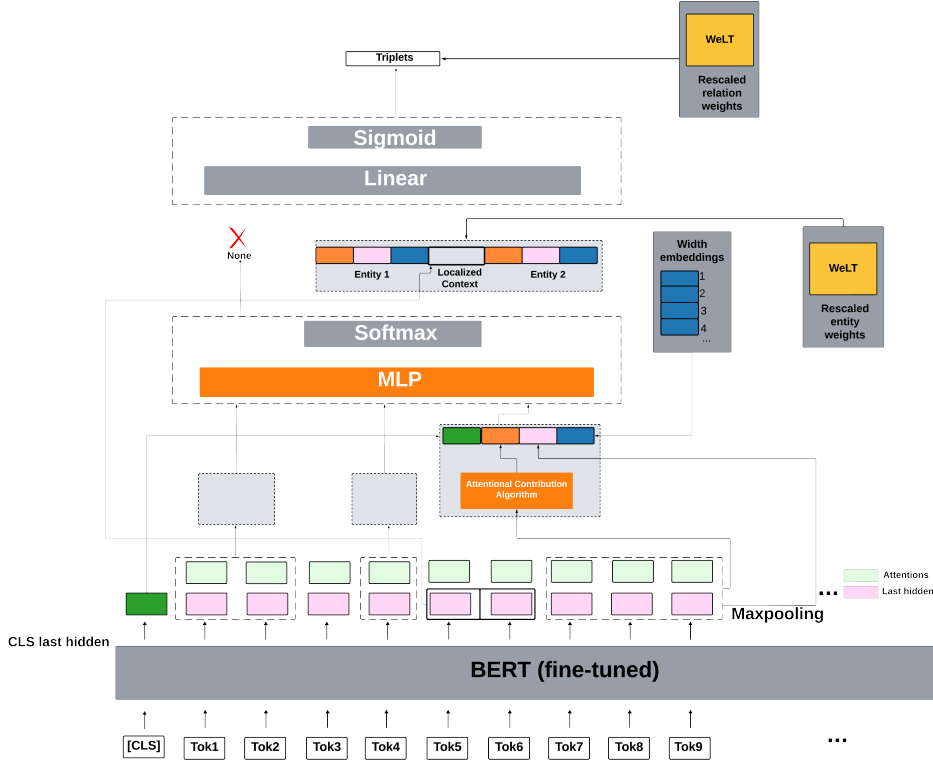 WeLT
Rescaled
relation
weights
Triplets
Sigmoid
Linear
None
Entity 1
Localized
Context
Entity 2
Width
embeddings
1
2
3
4
...
WeLT
Rescaled
entity
weights
Softmax
MLP
Attentional Contribution
Algorithm
Attentions
Last hidden
...
Maxpooling
CLS last hidden
BERT (fine-tuned)
[CLS]
Tok1
Tok2
Tok3
Tok4
Tok5
Tok6
Tok7
Tok8
Tok9
...